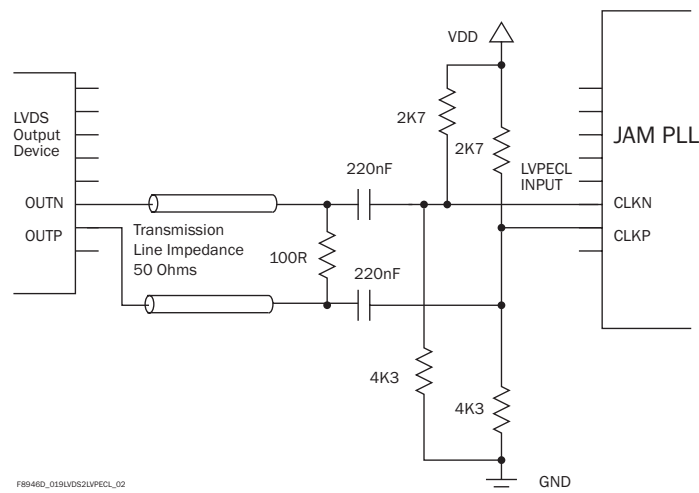 VDD
LVDS
Output
Device
JAM PLL
2K7
2K7
220nF
LVPECL
INPUT
OUTN
CLKN
OUTP
CLKP
Transmission
Line Impedance
50 Ohms
100R
220nF
4K3
4K3
GND
F8946D_019LVDS2LVPECL_02